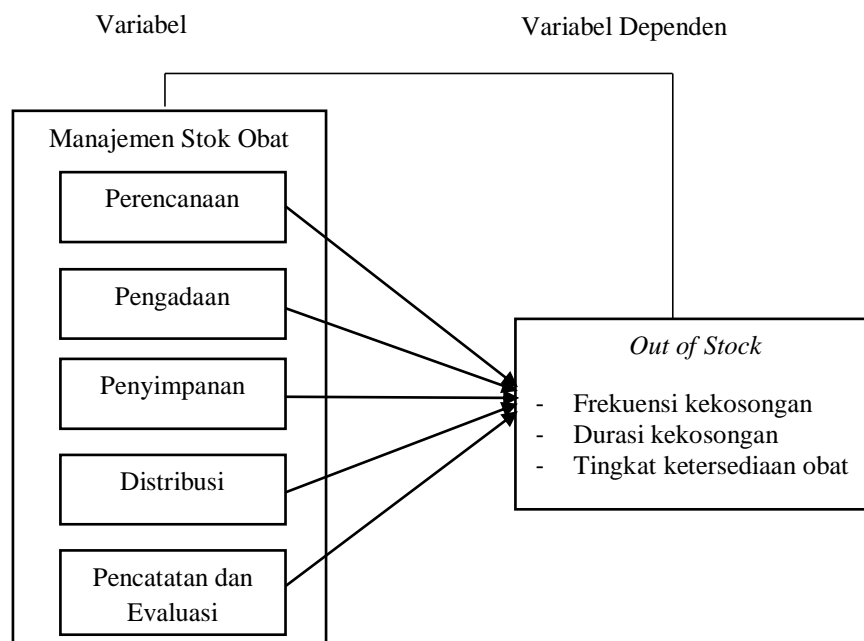 Variabel
Variabel Dependen
Manajemen Stok Obat
Perencanaan
Pengadaan
Penyimpanan
Distribusi
Pencatatan dan
Evaluasi
Out of Stock
- Frekuensi kekosongan
- Durasi kekosongan
- Tingkat ketersediaan obat